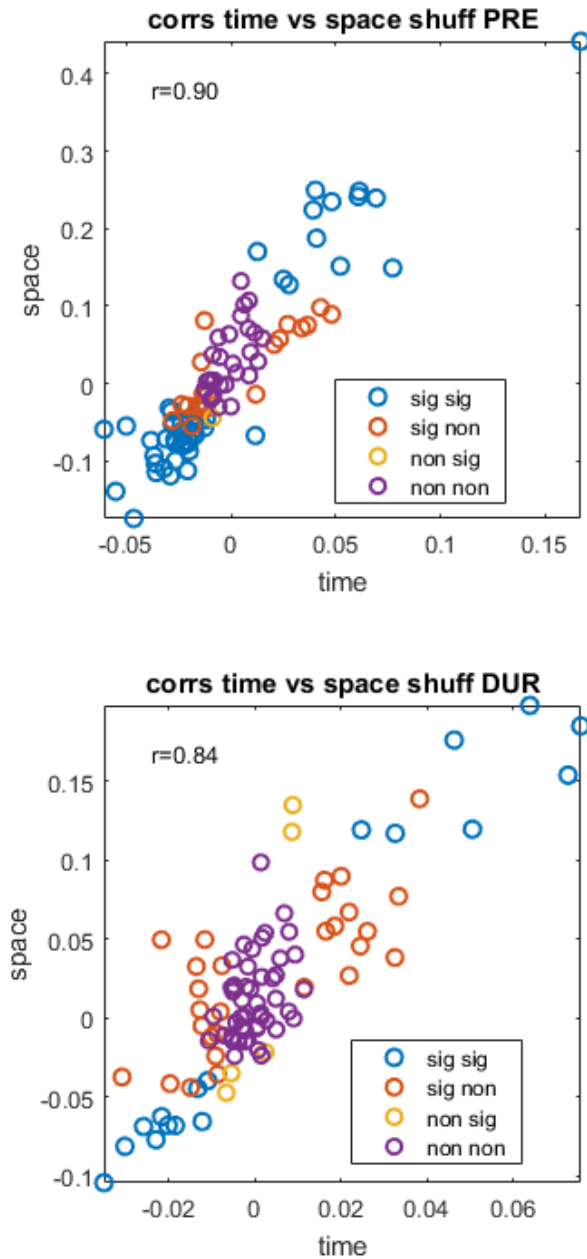 corrs time vs space shuff PRE
r=0.90
0.4
0.3
0.2
0.1
0
-0.1
space
sig sig
sig non
non sig
non non
-0.05
0
0.05
0.1
0.15
time
corrs time vs space shuff DUR
r=0.84
0.15
0.1
0.05
0
-0.05
-0.1
space
sig sig
sig non
non sig
non non
-0.02
0
0.02
0.04
0.06
time